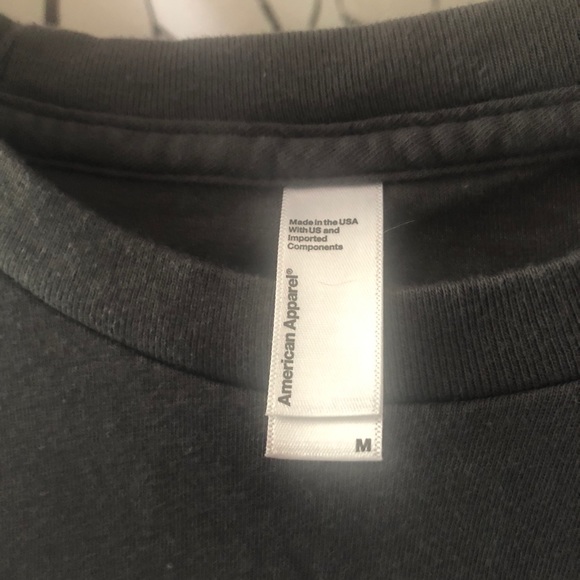 Made in the USA
With US and
Imported
Components
American Apparel®
M